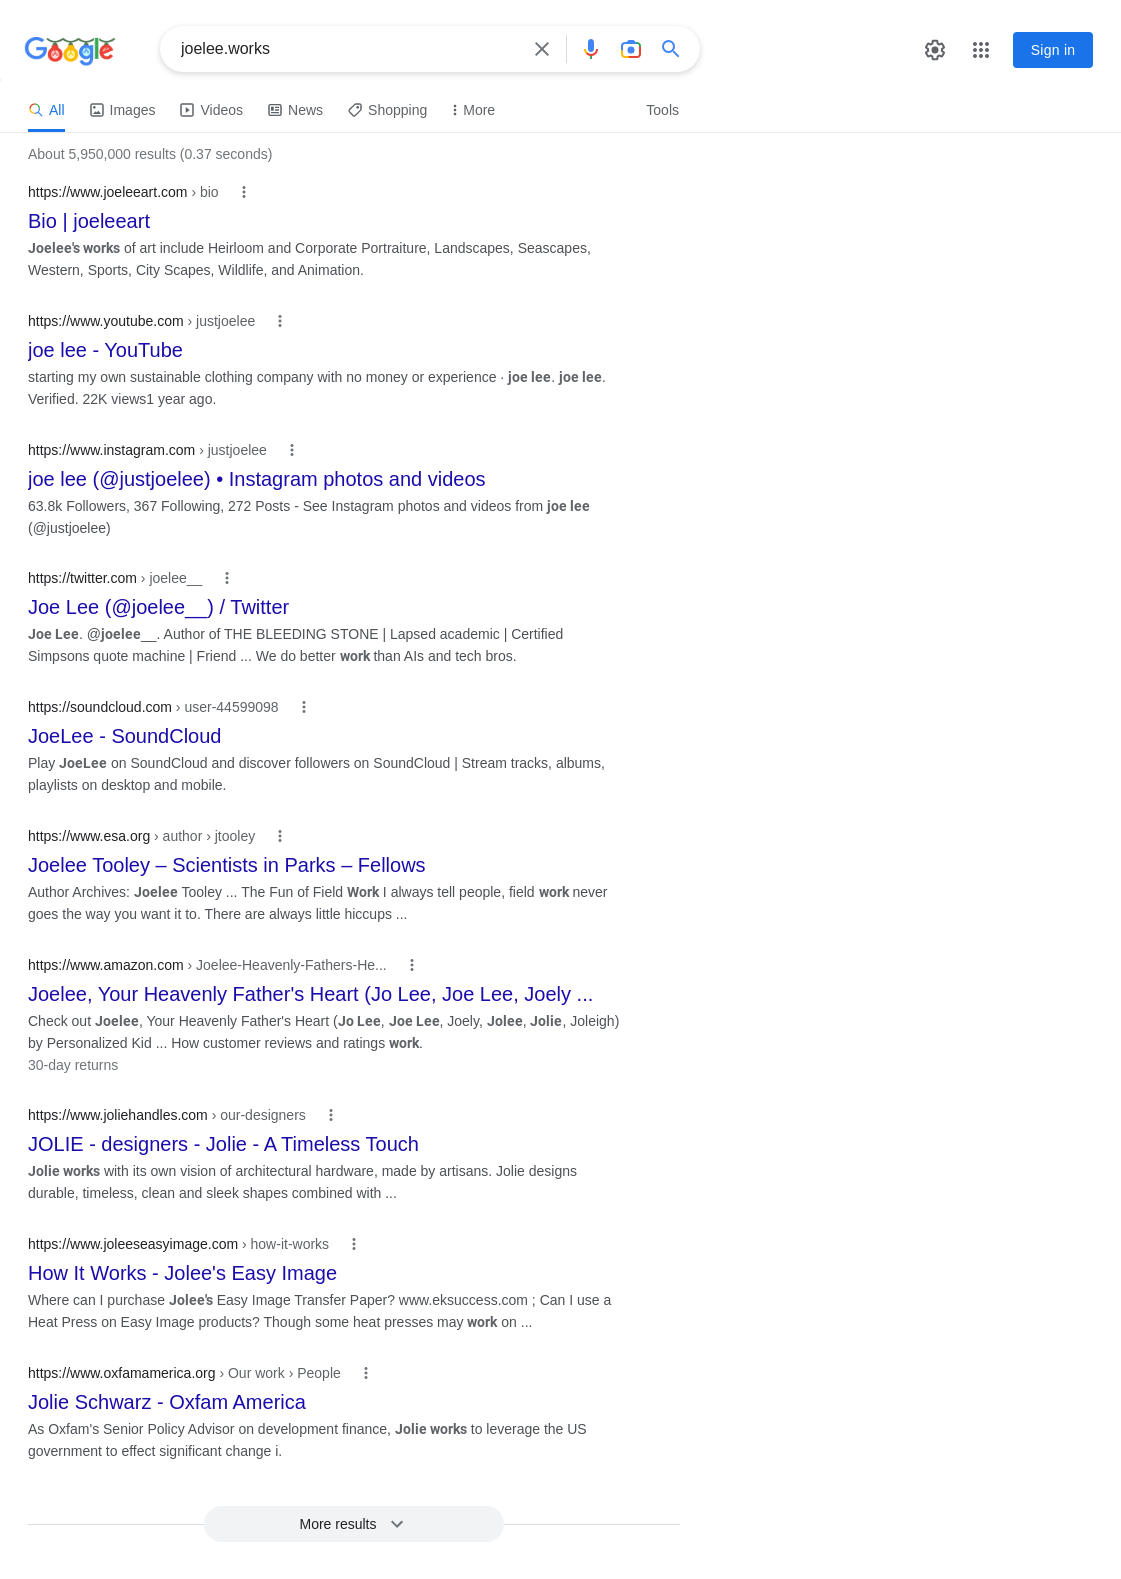 Google
joelee.works
Sign in
All Images Videos News Shopping More Tools
About 5,950,000 results (0.37 seconds)
https://www.joeleeart.com › bio
Bio | joeleeart
Joelee's works of art include Heirloom and Corporate Portraiture, Landscapes, Seascapes,
Western, Sports, City Scapes, Wildlife, and Animation.
https://www.youtube.com › justjoelee
joe lee - YouTube
starting my own sustainable clothing company with no money or experience · joe lee. joe lee.
Verified. 22K views1 year ago.
https://www.instagram.com › justjoelee
joe lee (@justjoelee) • Instagram photos and videos
63.8k Followers, 367 Following, 272 Posts - See Instagram photos and videos from joe lee
(@justjoelee)
https://twitter.com › joelee__
Joe Lee (@joelee__) / Twitter
Joe Lee. @joelee__. Author of THE BLEEDING STONE | Lapsed academic | Certified
Simpsons quote machine | Friend ... We do better work than AIs and tech bros.
https://soundcloud.com › user-44599098
JoeLee - SoundCloud
Play JoeLee on SoundCloud and discover followers on SoundCloud | Stream tracks, albums,
playlists on desktop and mobile.
https://www.esa.org › author › jtooley
Joelee Tooley – Scientists in Parks – Fellows
Author Archives: Joelee Tooley ... The Fun of Field Work I always tell people, field work never
goes the way you want it to. There are always little hiccups ...
https://www.amazon.com › Joelee-Heavenly-Fathers-He...
Joelee, Your Heavenly Father's Heart (Jo Lee, Joe Lee, Joely ...
Check out Joelee, Your Heavenly Father's Heart (Jo Lee, Joe Lee, Joely, Jolee, Jolie, Joleigh)
by Personalized Kid ... How customer reviews and ratings work.
30-day returns
https://www.joliehandles.com › our-designers
JOLIE - designers - Jolie - A Timeless Touch
Jolie works with its own vision of architectural hardware, made by artisans. Jolie designs
durable, timeless, clean and sleek shapes combined with ...
https://www.joleeseasyimage.com › how-it-works
How It Works - Jolee's Easy Image
Where can I purchase Jolee's Easy Image Transfer Paper? www.eksuccess.com ; Can I use a
Heat Press on Easy Image products? Though some heat presses may work on ...
https://www.oxfamamerica.org › Our work › People
Jolie Schwarz - Oxfam America
As Oxfam's Senior Policy Advisor on development finance, Jolie works to leverage the US
government to effect significant change i.
More results